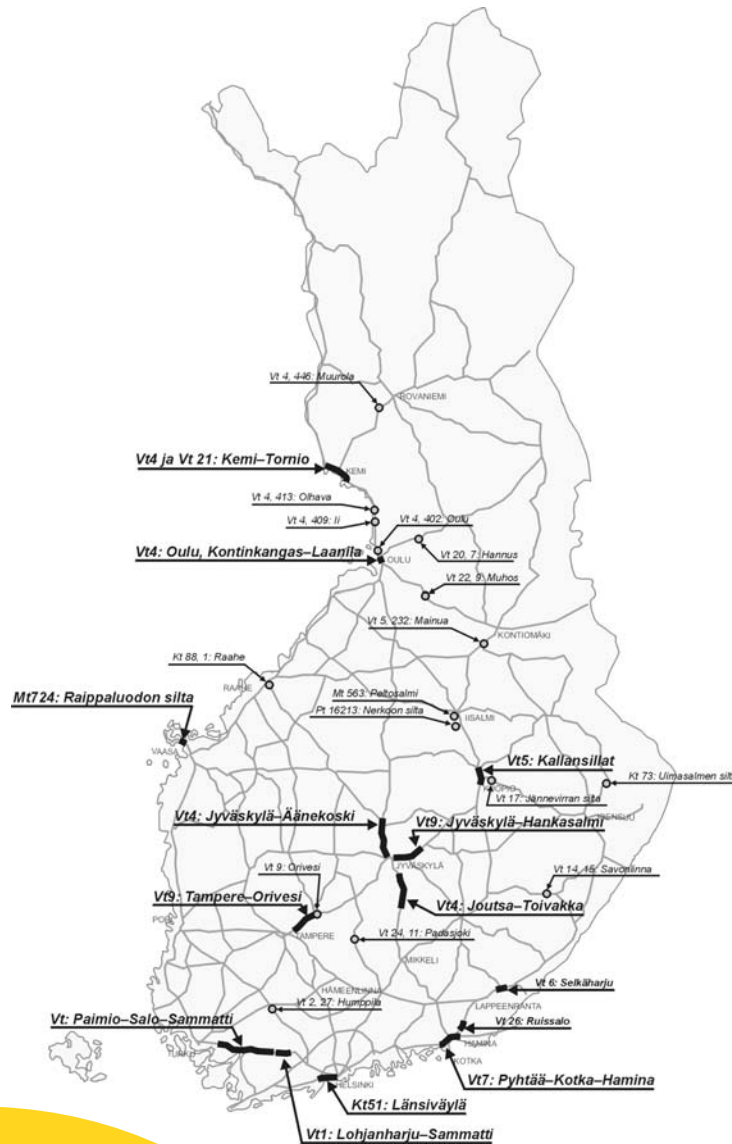 Vt 4, 446: Muurola
ROVANIEMI
Vt4 ja Vt 21: Kemi–Tornio
KEMI
Vt 4, 413: Olhava
Vt 4, 409: Ii
Vt 4, 402: Oulu
Vt 20, 7: Hannus
Vt4: Oulu, Kontinkangas–Laanila
OULU
Vt 22, 9: Muhos
Vt 5, 232: Mainua
KONTIOMÄKI
Kt 88, 1: Raahe
RAAHE
Mt 563: Peltosalmi
Mt724: Raippaluodon silta
Pt 16213: Nerkoon silta
IISALMI
VAASA
Vt5: Kallansillat
KUOPIO
Kt 73: Uimasalmen silt
Vt 17: Jännevirran silta
Vt4: Jyväskylä–Äänekoski
Vt9: Jyväskylä–Hankasalmi
JOENSUU
JYVÄSKYLÄ
Vt 9: Orivesi
Vt 14, 15: Savonlinna
Vt9: Tampere–Orivesi
Vt4: Joutsa–Toivakka
PORI
TAMPERE
Vt 24, 11: Padasjoki
MIKKELI
Vt 6: Selkäharju
HÄMEENLINNA
LAPPEENRANTA
Vt 2, 27: Humppila
Vt: Paimio–Salo–Sammatti
Vt 26: Ruissalo
HAMINA
TURKU
KOTKA
Vt7: Pyhtää–Kotka–Hamina
HELSINKI
Kt51: Länsiväylä
Vt1: Lohjanharju–Sammatti